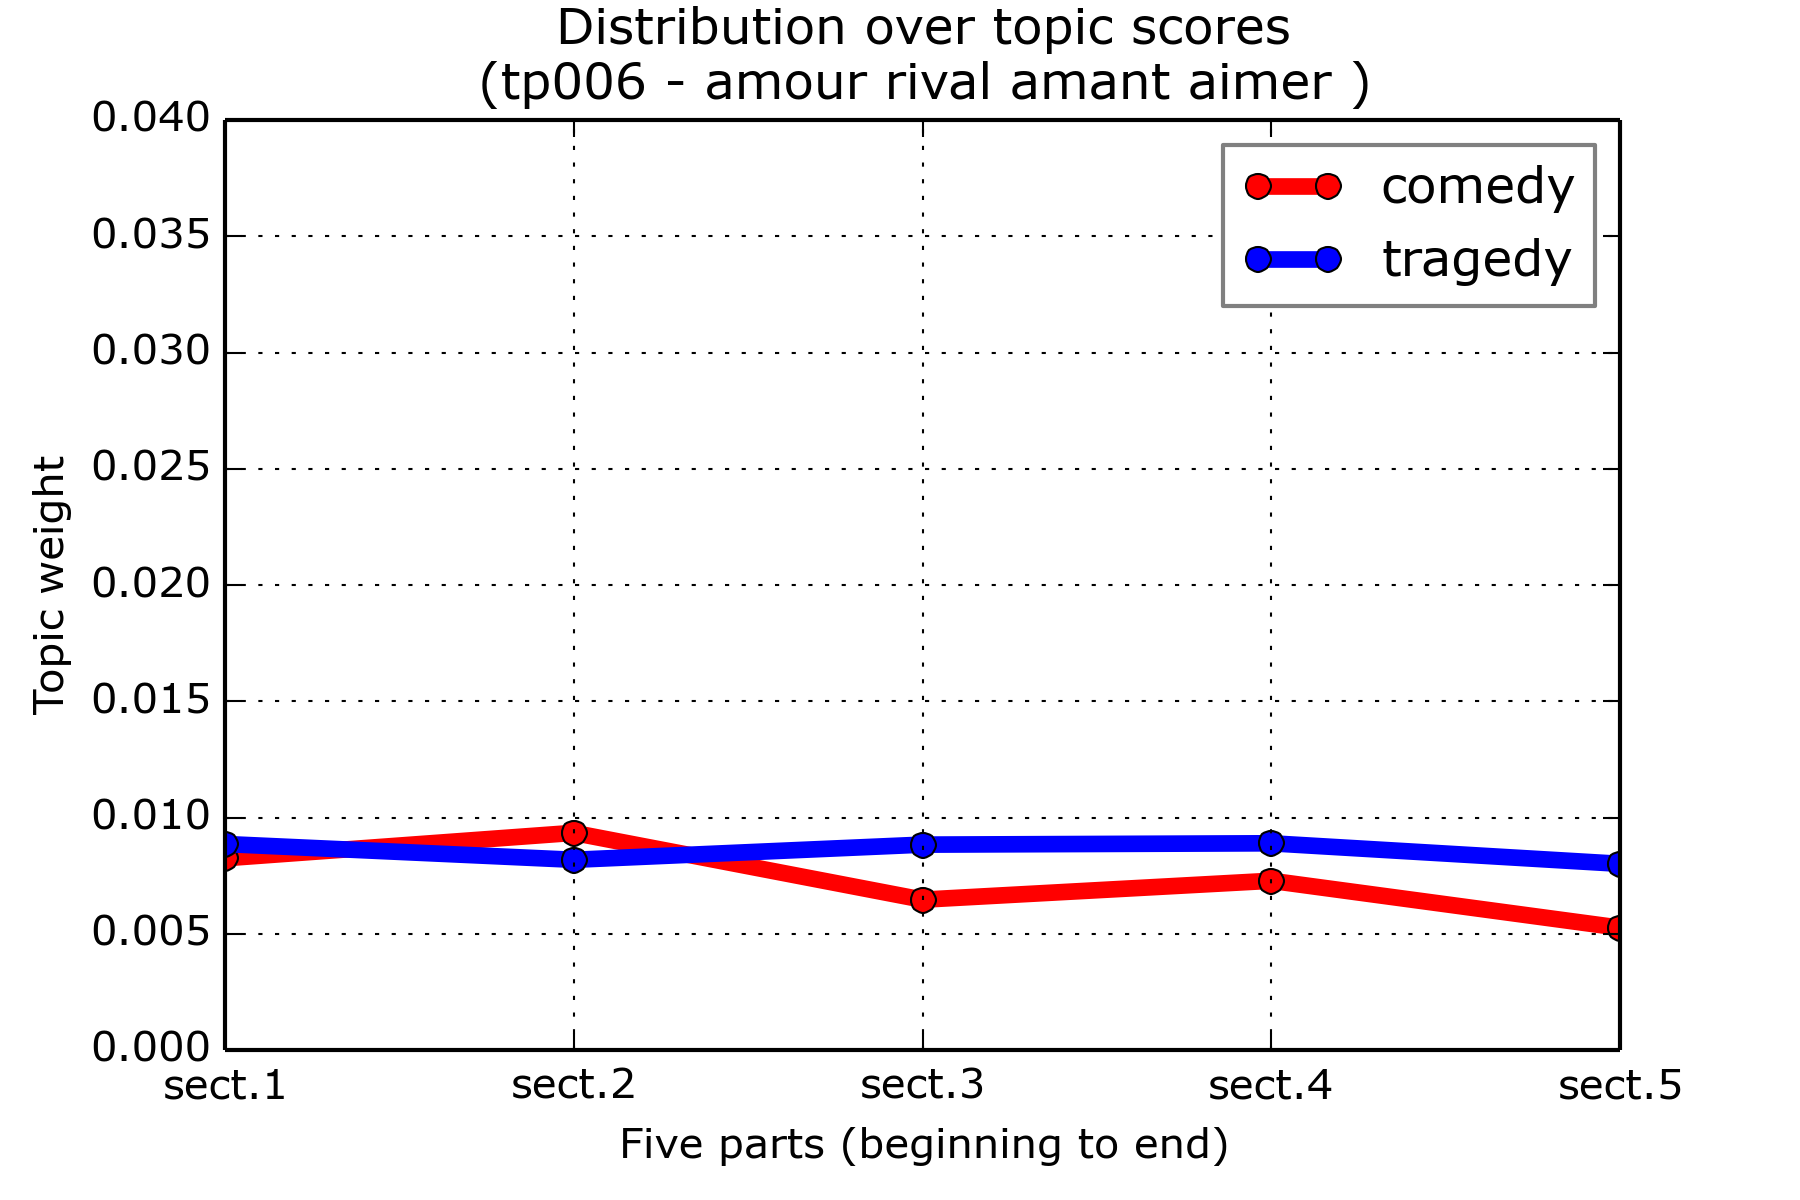 Distribution over topic scores
(tp006 - amour rival amant aimer )
0.040
0.035
0.030
0.025
0.020
0.015
0.010
0.005
0.000
Topic weight
comedy
tragedy
sect.1 sect.2 sect.3 sect.4 sect.5
Five parts (beginning to end)